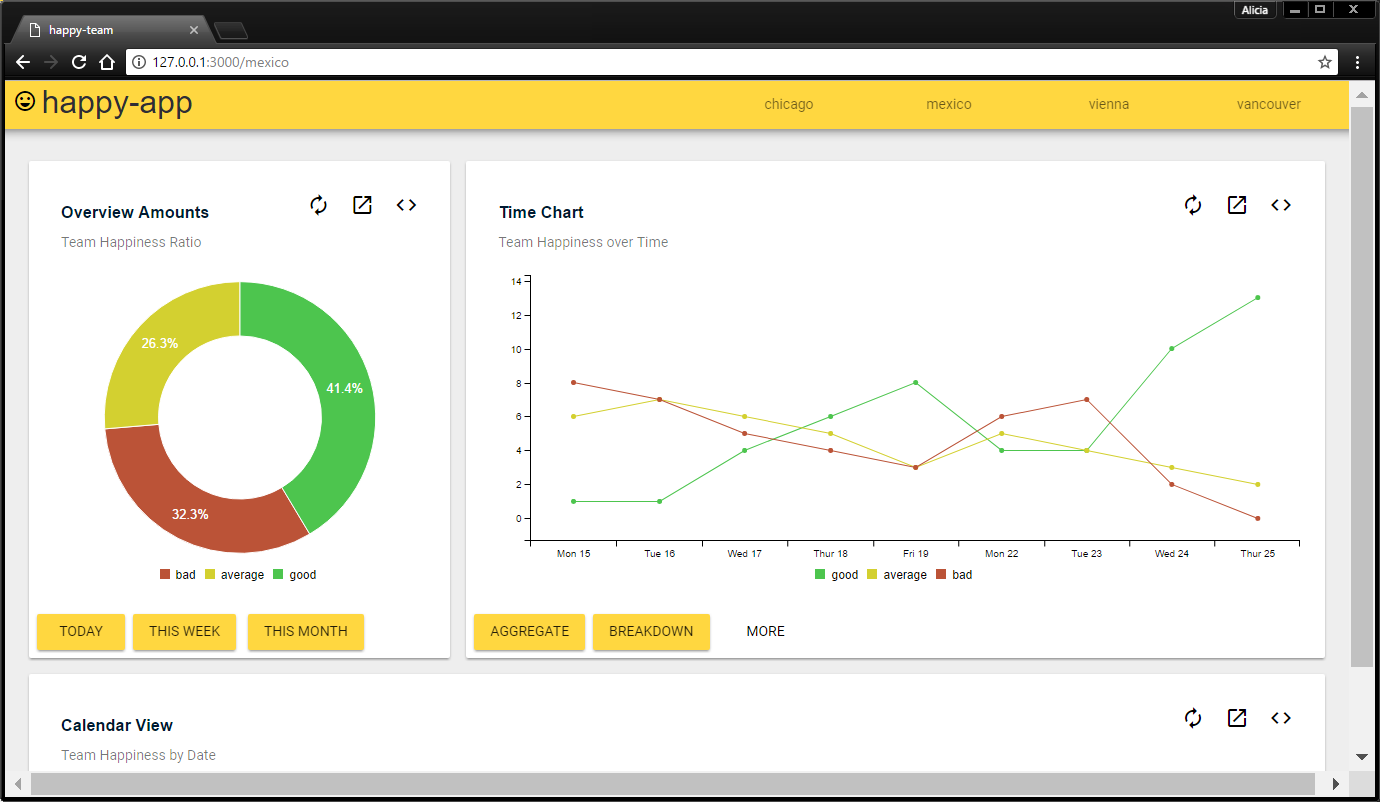 Alicia
happy-team
127.0.0.1:3000/mexico
happy-app
chicago mexico vienna vancouver
Overview Amounts
Team Happiness Ratio
26.3%
41.4%
32.3%
bad average good
TODAY THIS WEEK THIS MONTH
Time Chart
Team Happiness over Time
14
12
10
8
6
4
2
0
Mon 15 Tue 16 Wed 17 Thur 18 Fri 19 Mon 22 Tue 23 Wed 24 Thur 25
good average bad
AGGREGATE BREAKDOWN MORE
Calendar View
Team Happiness by Date